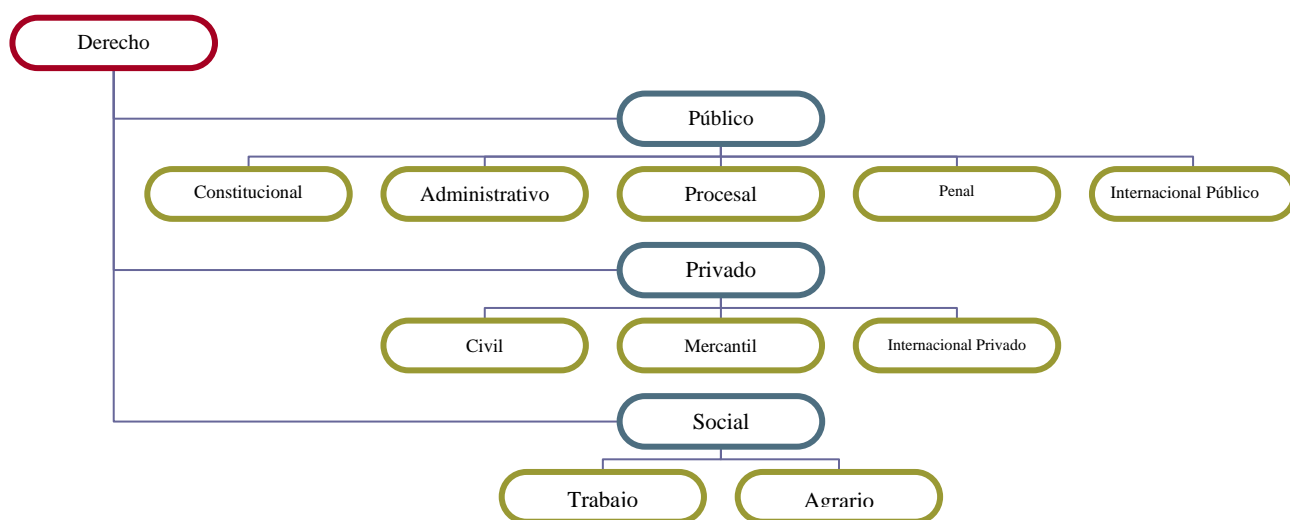 Derecho
Público
Constitucional
Administrativo
Procesal
Penal
Internacional Público
Privado
Civil
Mercantil
Internacional Privado
Social
Trabajo
Agrario